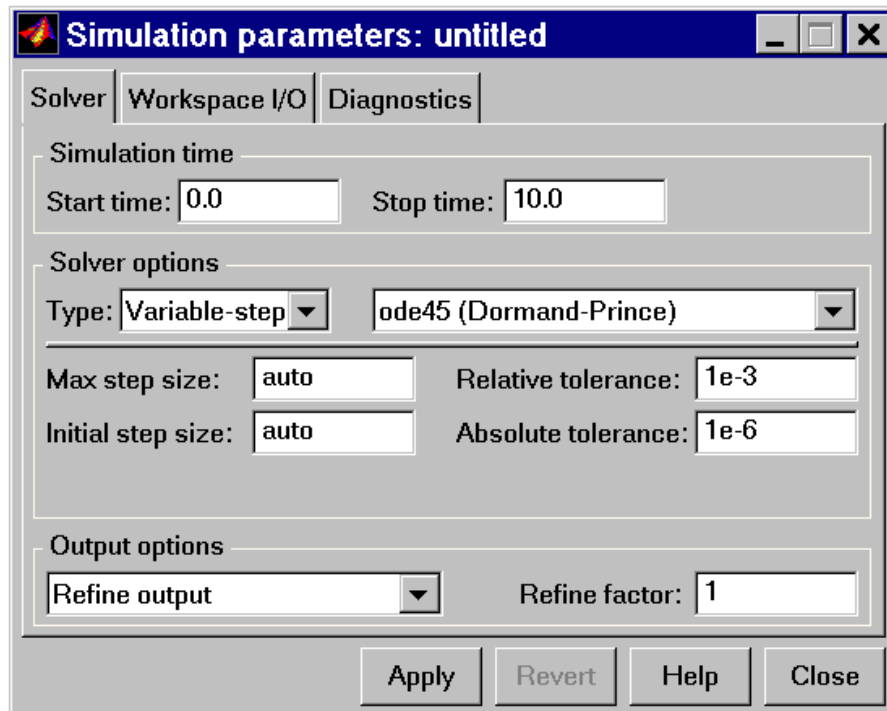 Simulation parameters: untitled
Solver Workspace I/O Diagnostics
Simulation time
Start time: 0.0 Stop time: 10.0
Solver options
Type: Variable-step ode45 (Dormand-Prince)
Max step size: auto Relative tolerance: 1e-3
Initial step size: auto Absolute tolerance: 1e-6
Output options
Refine output Refine factor: 1
Apply Revert Help Close